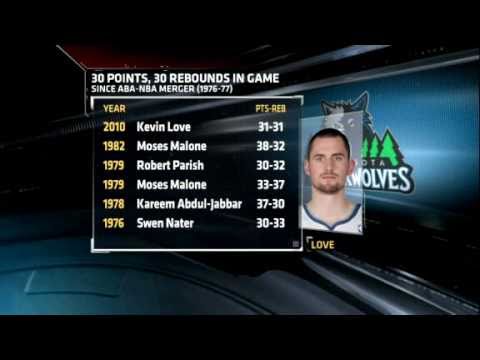 30 POINTS, 30 REBOUNDS IN GAME
SINCE ABA-NBA MERGER (1976-77)
YEAR PTS-REB
2010 Kevin Love 31-31
1982 Moses Malone 38-32
1979 Robert Parish 30-32
1979 Moses Malone 33-37
1978 Kareem Abdul-Jabbar 37-30
1976 Swen Nater 30-33
LOVE